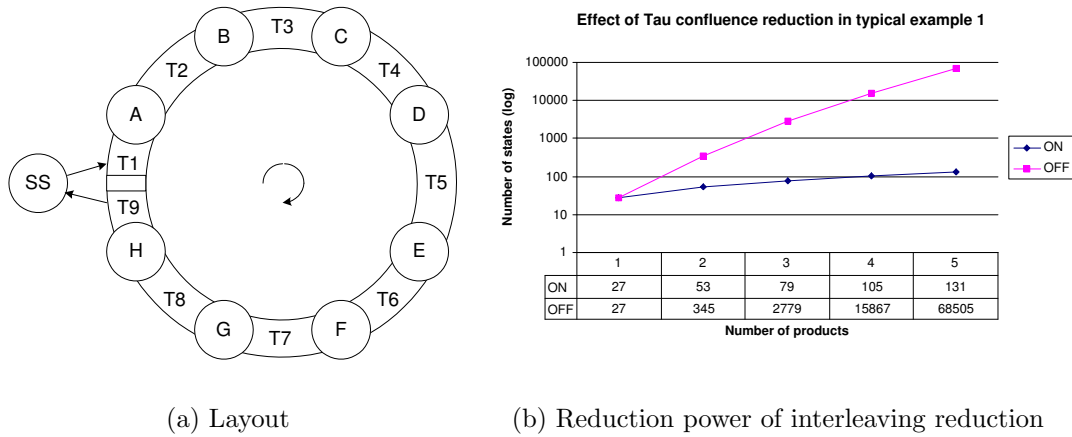 B
T3
C
T2
T4
A
D
T1
SS
T5
T9
H
E
T8
T6
G
T7
F
(a) Layout
Effect of Tau confluence reduction in typical example 1
Number of states (log)
100000
10000
1000
100
10
1
ON
OFF
1 2 3 4 5
ON 27 53 79 105 131
OFF 27 345 2779 15867 68505
Number of products
(b) Reduction power of interleaving reduction